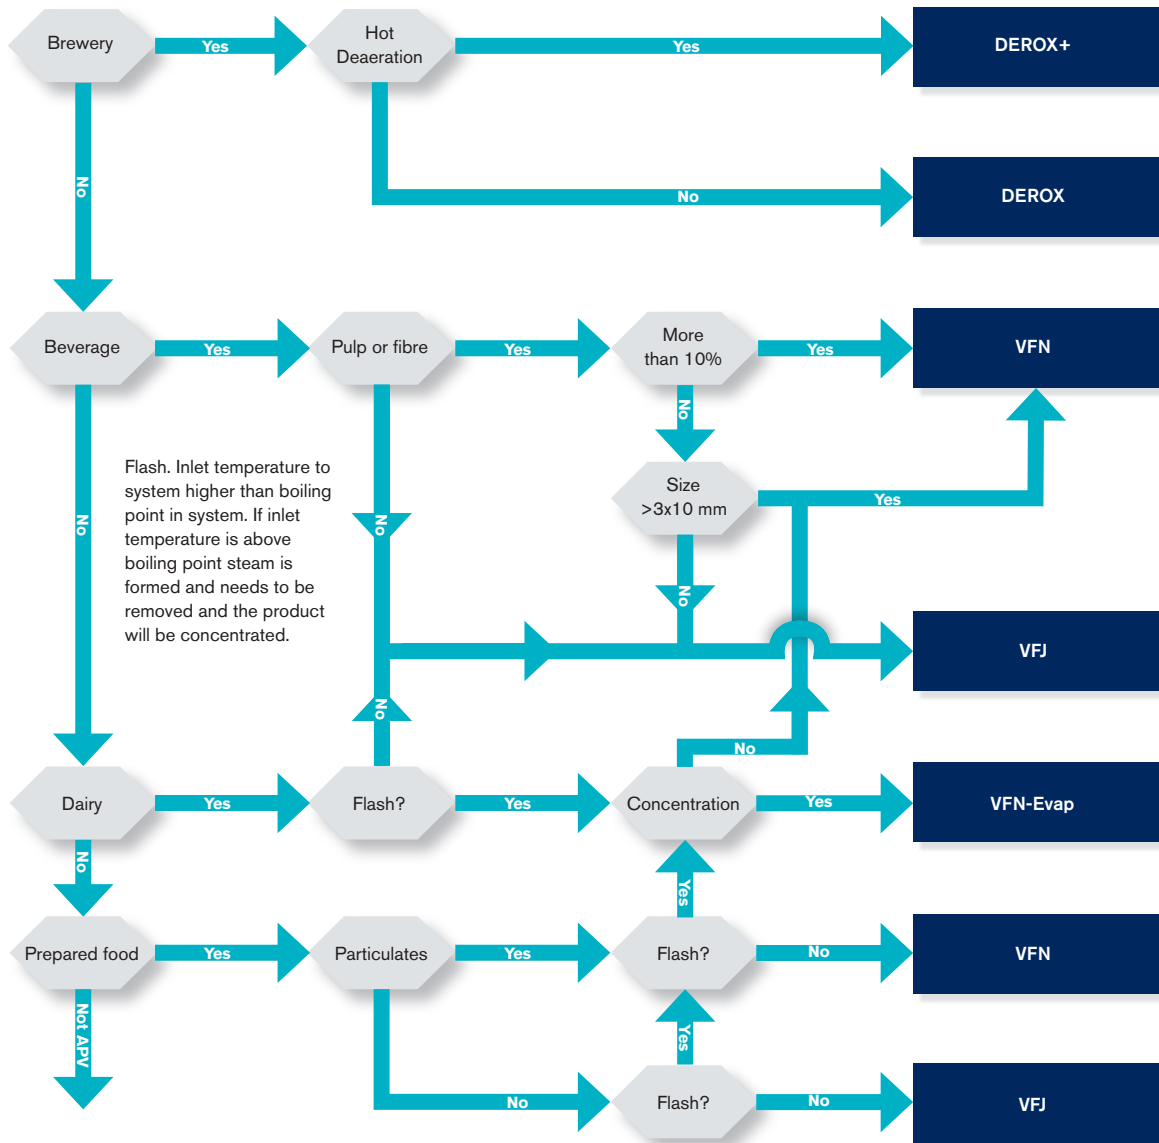 Brewery
Yes
Hot
Deaeration
Yes
DEROX+
No
No
DEROX
Beverage
Yes
Pulp or fibre
Yes
More
than 10%
Yes
VFN
No
Flash. Inlet temperature to
system higher than boiling
point in system. If inlet
temperature is above
boiling point steam is
formed and needs to be
removed and the product
will be concentrated.
No
No
Size
>3x10 mm
Yes
No
VFJ
No
No
Dairy
Yes
Flash?
Yes
Concentration
Yes
VFN-Evap
No
Yes
Prepared food
Yes
Particulates
Yes
Flash?
No
VFN
Not APV
Yes
No
Flash?
No
VFJ